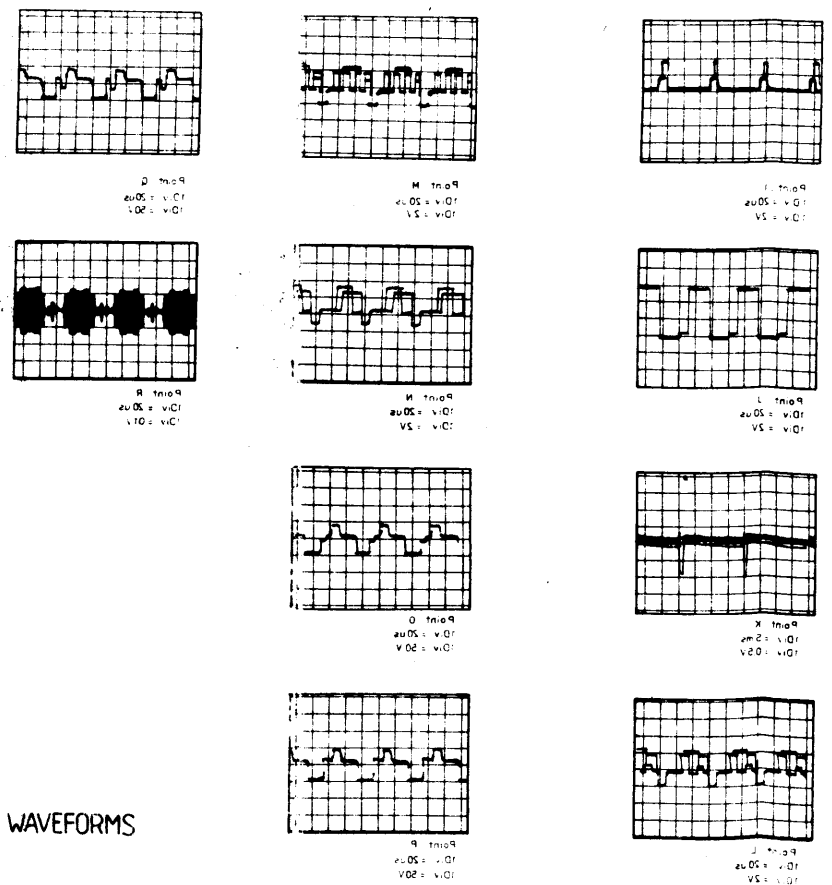 Point Q
1Div = 20us
1Div = 50V
Point M
1Div = 20us
1Div = 2V
Point I
1Div = 20us
1Div = 2V
Point R
1Div = 20us
1Div =
Point N
1Div = 20us
1Div = 2V
Point J
1Div = 20us
1Div = 2V
Point O
1Div = 20us
1Div = 50V
Point K
1Div = 5ms
1Div = 0.5V
Point P
1Div = 20us
1Div = 50V
Point L
1Div = 20us
1Div = 2V
WAVEFORMS